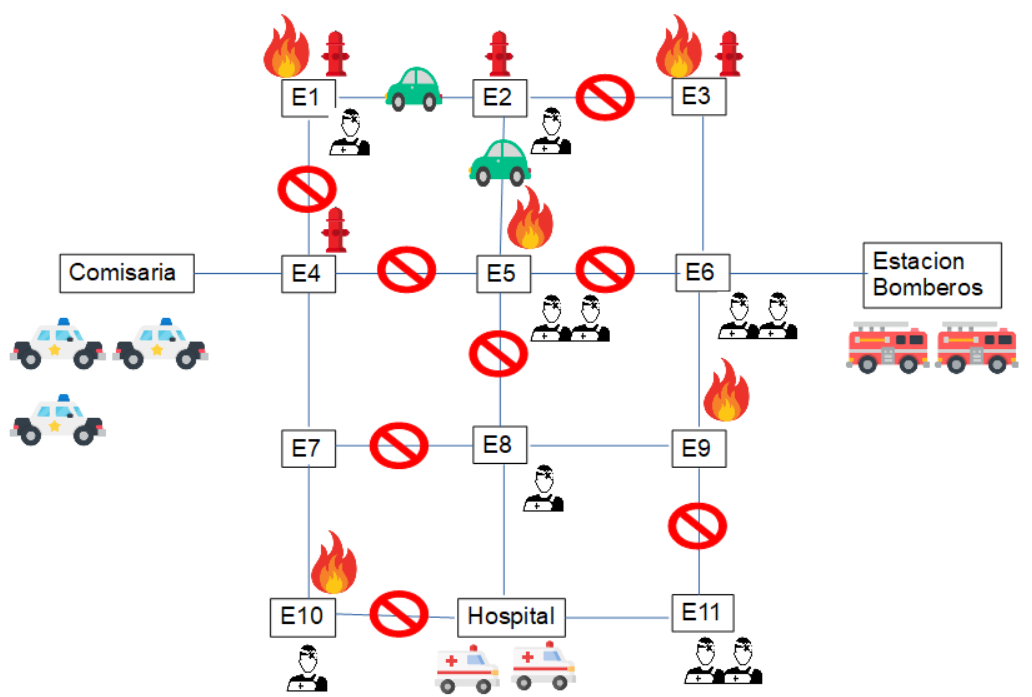 E1
E2
E3
Comisaria
E4
E5
E6
Estacion
Bomberos
E7
E8
E9
E10
Hospital
E11